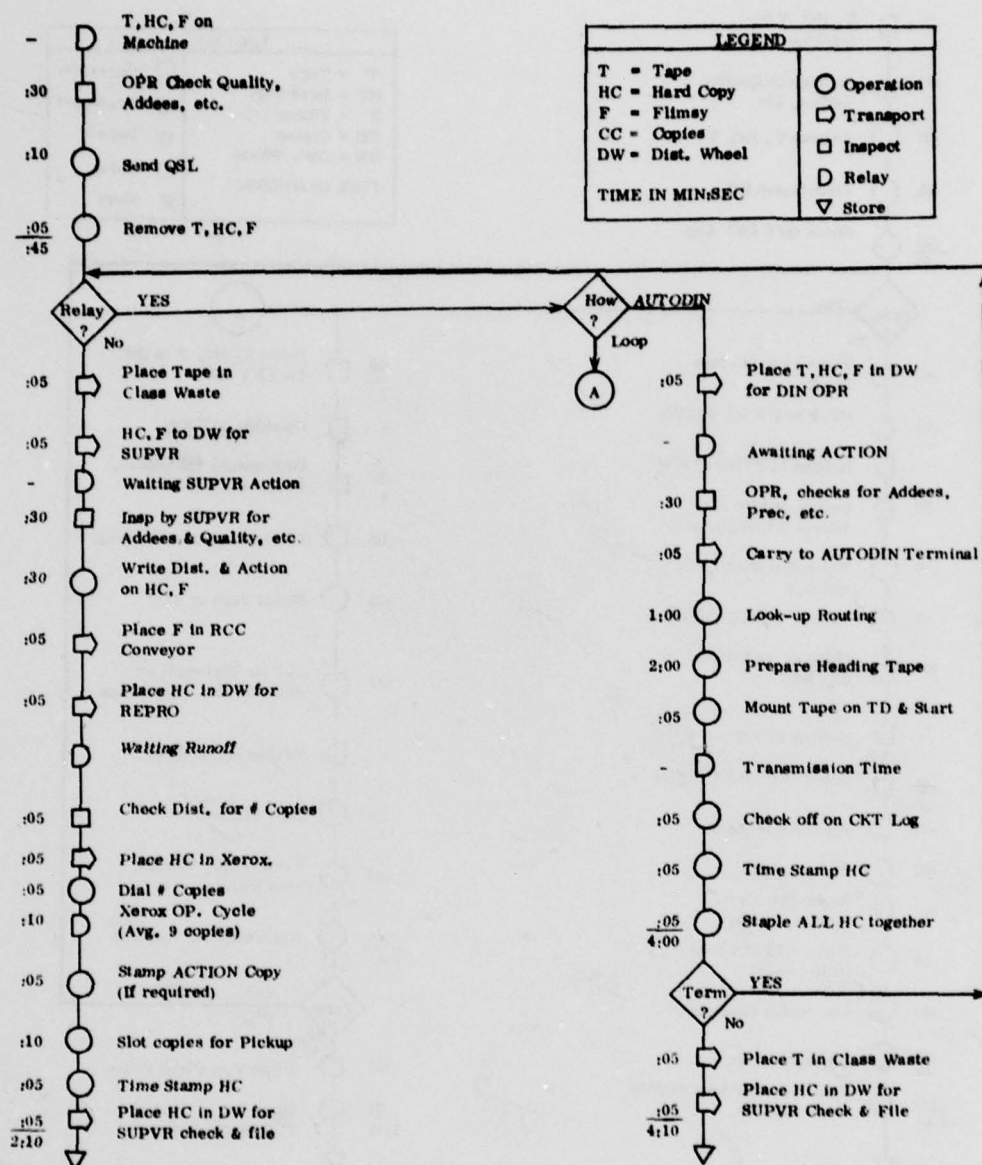 T, HC, F on
- Machine
OPR Check Quality,
:30 Addees, etc.
:10 Send QSL
:05 Remove T, HC, F
:45
LEGEND
T = Tape
HC = Hard Copy
F = Flimsy
CC = Copies
DW = Dist. Wheel
TIME IN MIN:SEC
Operation
Transport
Inspect
Relay
Store
Relay
?
YES
No
How
?
AUTODIN
Loop
A
Place Tape in
:05 Class Waste
HC, F to DW for
:05 SUPVR
- Waiting SUPVR Action
:30 Insp by SUPVR for
Addees & Quality, etc.
Write Dist. & Action
:30 on HC, F
Place F in RCC
:05 Conveyor
Place HC in DW for
:05 REPRO
Waiting Runoff
Check Dist. for # Copies
:05
:05 Place HC in Xerox.
:05 Dial # Copies
Xerox OP. Cycle
:10 (Avg. 9 copies)
Stamp ACTION Copy
:05 (If required)
:10 Slot copies for Pickup
:05 Time Stamp HC
:05 Place HC in DW for
2:10 SUPVR check & file
Place T, HC, F in DW
:05 for DIN OPR
- Awaiting ACTION
OPR, checks for Addees,
:30 Prec, etc.
:05 Carry to AUTODIN Terminal
1:00 Look-up Routing
2:00 Prepare Heading Tape
:05 Mount Tape on TD & Start
- Transmission Time
:05 Check off on CKT Log
:05 Time Stamp HC
:05 Staple ALL HC together
4:00
Term
?
YES
No
:05 Place T in Class Waste
Place HC in DW for
:05 SUPVR Check & File
4:10